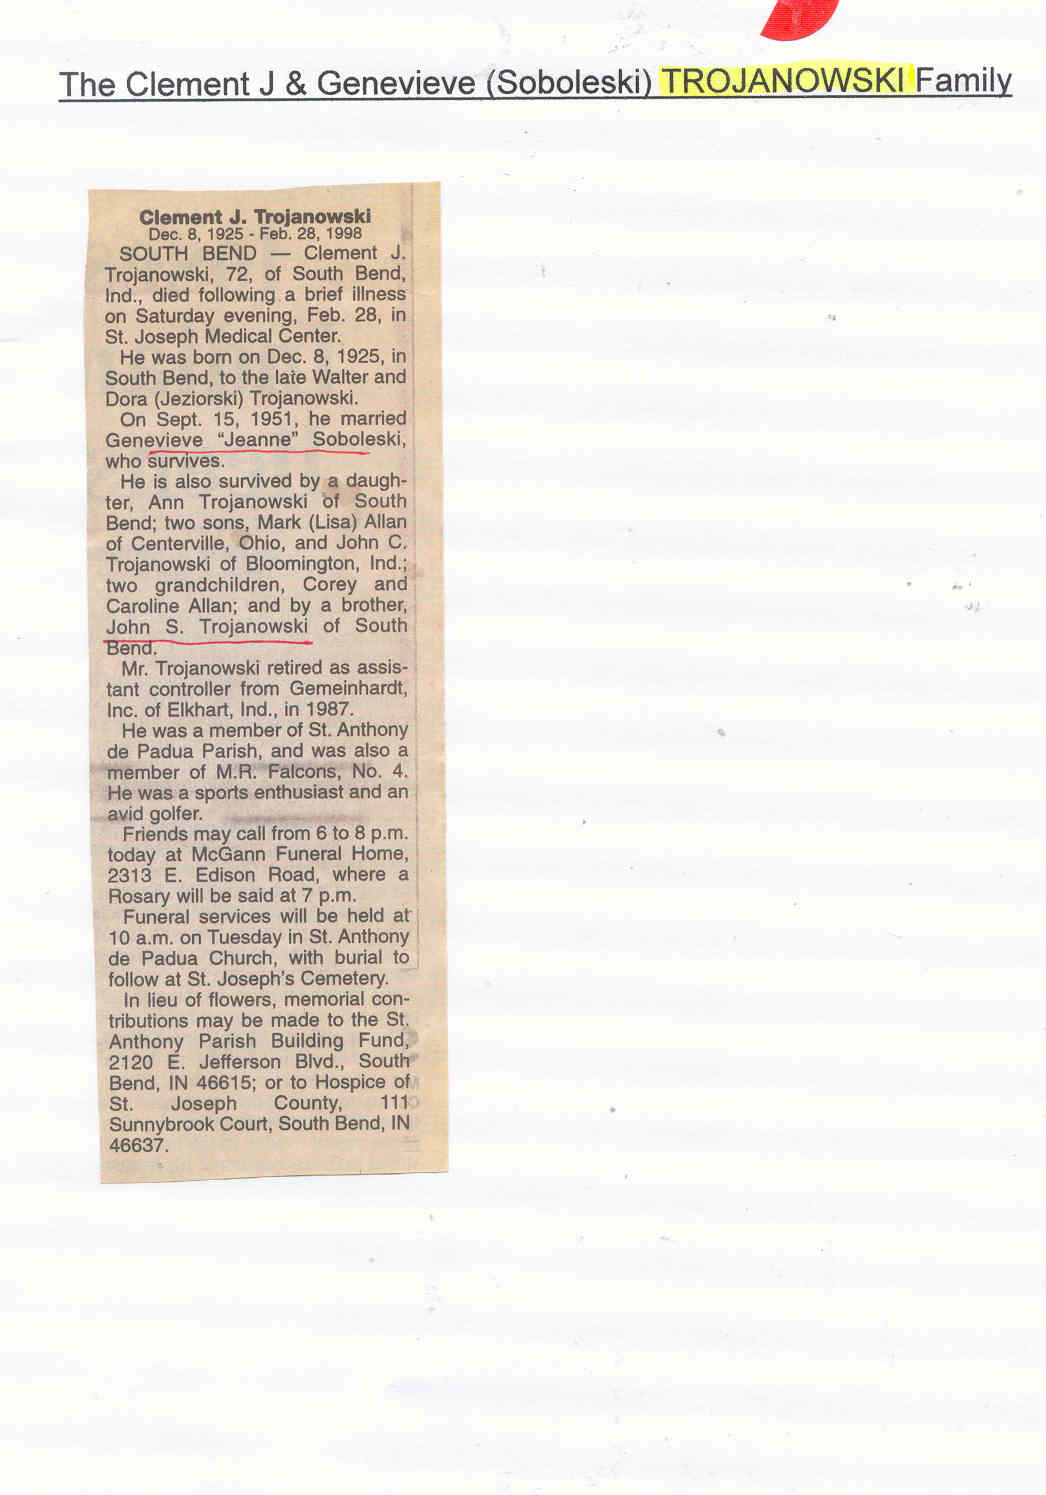 The Clement J & Genevieve (Soboleski) TROJANOWSKI Family
Clement J. Trojanowski
Dec. 8, 1925 - Feb. 28, 1998
SOUTH BEND — Clement J.
Trojanowski, 72, of South Bend,
Ind., died following a brief illness
on Saturday evening, Feb. 28, in
St. Joseph Medical Center.
He was born on Dec. 8, 1925, in
South Bend, to the late Walter and
Dora (Jeziorski) Trojanowski.
On Sept. 15, 1951, he married
Genevieve “Jeanne” Soboleski,
who survives.
He is also survived by a daugh-
ter, Ann Trojanowski of South
Bend; two sons, Mark (Lisa) Allan
of Centerville, Ohio, and John C.
Trojanowski of Bloomington, Ind.;
two grandchildren, Corey and
Caroline Allan; and by a brother,
John S. Trojanowski of South
Bend.
Mr. Trojanowski retired as assis-
tant controller from Gemeinhardt,
Inc. of Elkhart, Ind., in 1987.
He was a member of St. Anthony
de Padua Parish, and was also a
member of M.R. Falcons, No. 4.
He was a sports enthusiast and an
avid golfer.
Friends may call from 6 to 8 p.m.
today at McGann Funeral Home,
2313 E. Edison Road, where a
Rosary will be said at 7 p.m.
Funeral services will be held at
10 a.m. on Tuesday in St. Anthony
de Padua Church, with burial to
follow at St. Joseph's Cemetery.
In lieu of flowers, memorial con-
tributions may be made to the St.
Anthony Parish Building Fund,
2120 E. Jefferson Blvd., South
Bend, IN 46615; or to Hospice of
St. Joseph County, 111
Sunnybrook Court, South Bend, IN
46637.